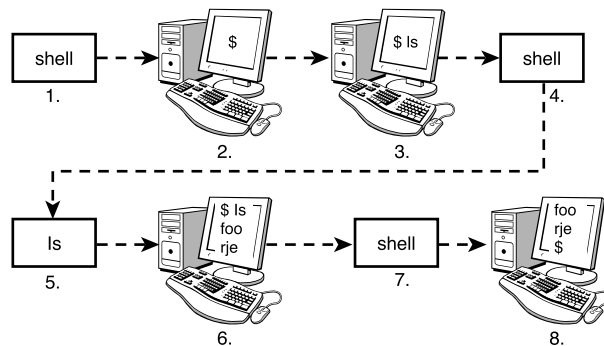 shell
1.
$
2.
$ ls
3.
shell
4.
ls
5.
$ ls
foo
rje
6.
shell
7.
foo
rje
$
8.